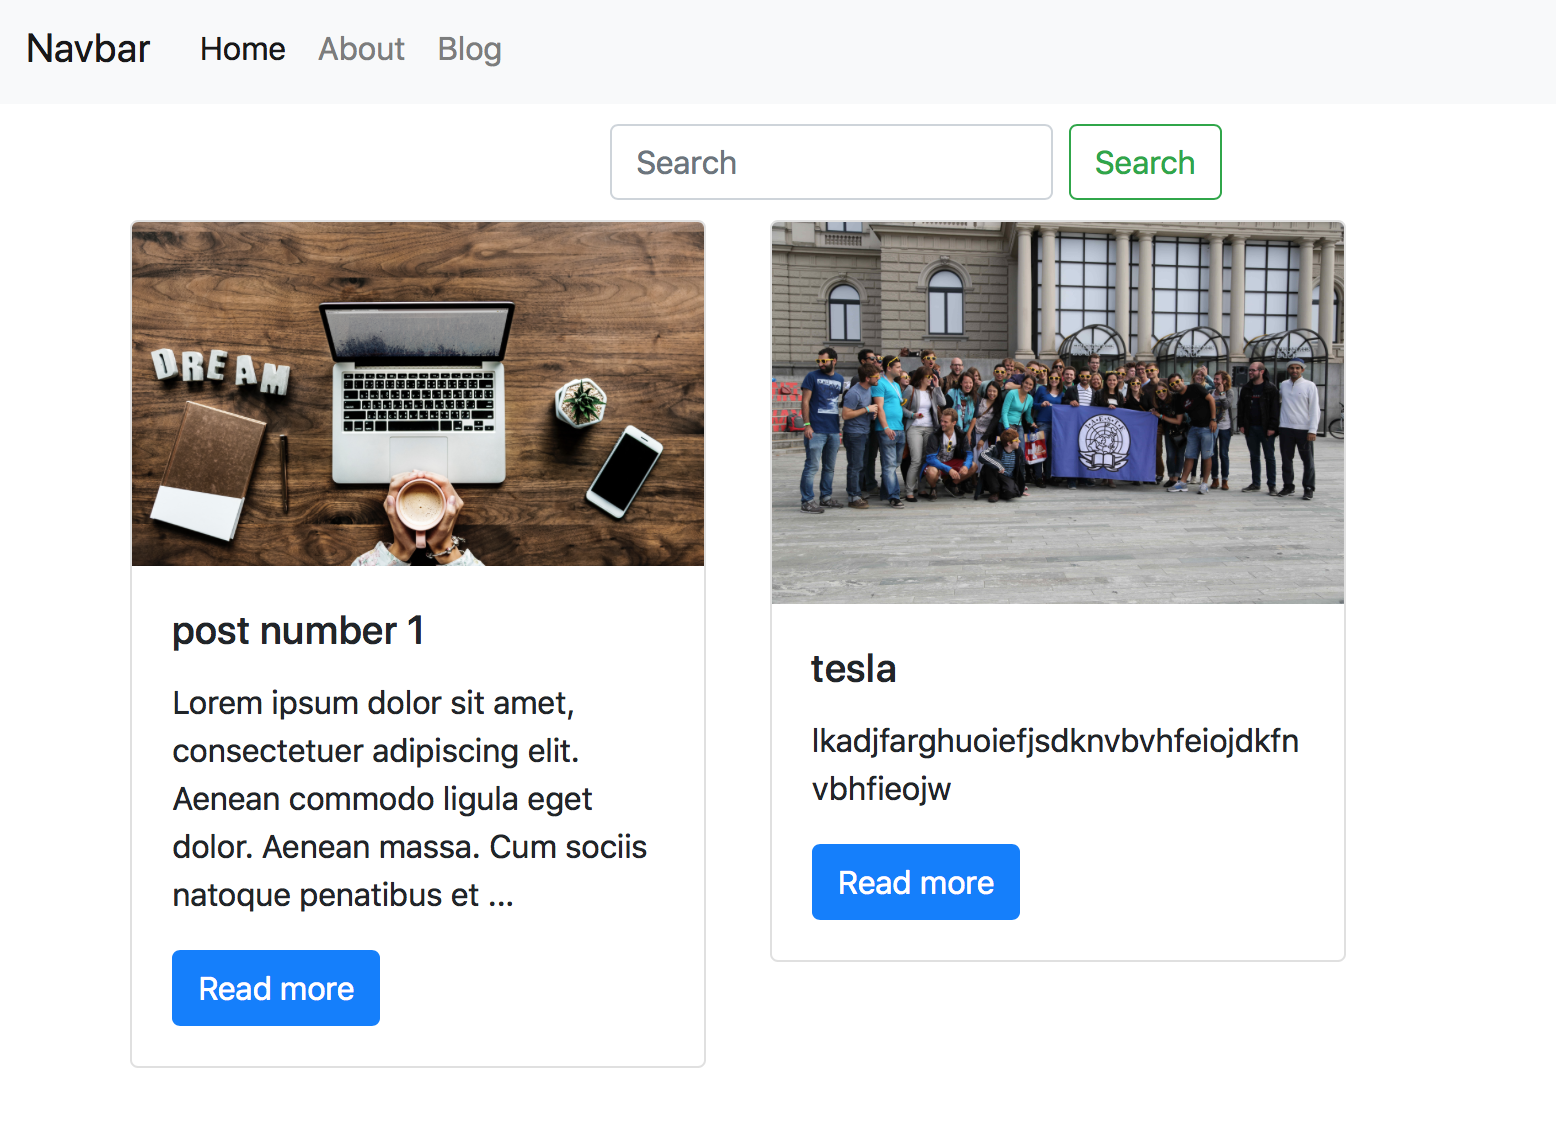 Navbar Home About Blog
Search Search
DREAM
post number 1
Lorem ipsum dolor sit amet,
consectetuer adipiscing elit.
Aenean commodo ligula eget
dolor. Aenean massa. Cum sociis
natoque penatibus et ...
Read more
tesla
lkadjfarghuoiefjsdknvbvhfeiojdkfn
vbhfieojw
Read more